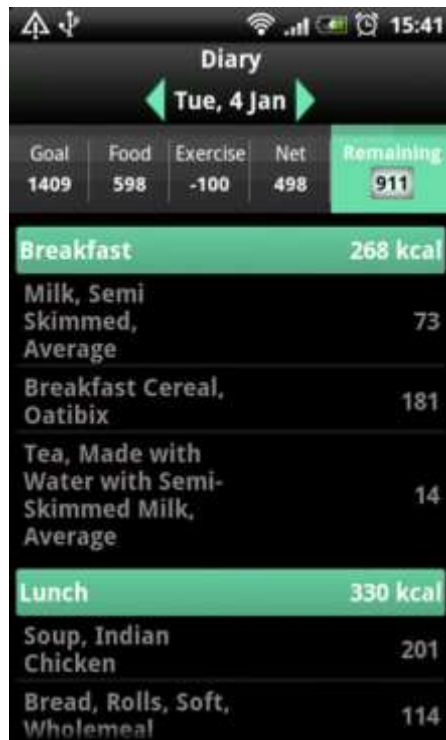 15:41
Diary
Tue, 4 Jan
Goal Food Exercise Net Remaining
1409 598 -100 498 911
Breakfast 268 kcal
Milk, Semi
Skimmed,
Average
73
Breakfast Cereal,
Oatibix
181
Tea, Made with
Water with Semi-
Skimmed Milk,
Average
14
Lunch 330 kcal
Soup, Indian
Chicken
201
Bread, Rolls, Soft,
Wholemeal
114